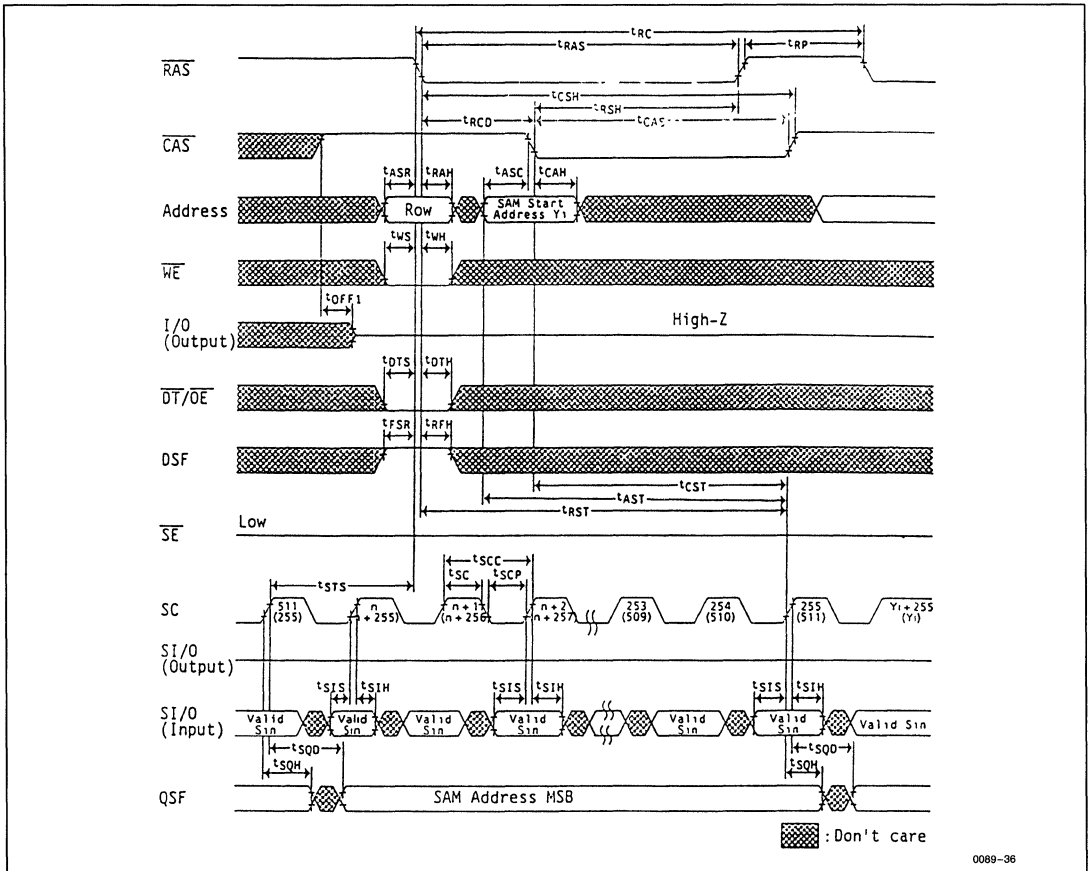 tRC
tRAS
tRP
RAS
tCSH
tRSH
tRCD
tCAS
CAS
tASR
tRAH
tASC
tCAH
Address
Row
SAM Start
Address Yi
tWS
tWH
WE
tOFF1
I/O
(Output)
High-Z
tDTS
tDTH
DT/OE
tFSR
tRFH
DSF
tCST
tAST
tRST
Low
SE
tSCC
tSTS
tSC
tSCP
SC
511
(255)
n
n+255)
n+1
(n+256
n+2
n+257)
253
(509)
254
(510)
255
(511)
Yi+255
(Yi)
SI/O
(Output)
tSIS
tSIH
tSIS
tSIH
tSIS
tSIH
SI/O
(Input)
Valid
Sin
Valid
Sin
Valid
Sin
Valid
Sin
Valid
Sin
Valid
Sin
Valid Sin
tSQD
tSQH
tSQD
tSQH
QSF
SAM Address MSB
:Don't care
0089-36